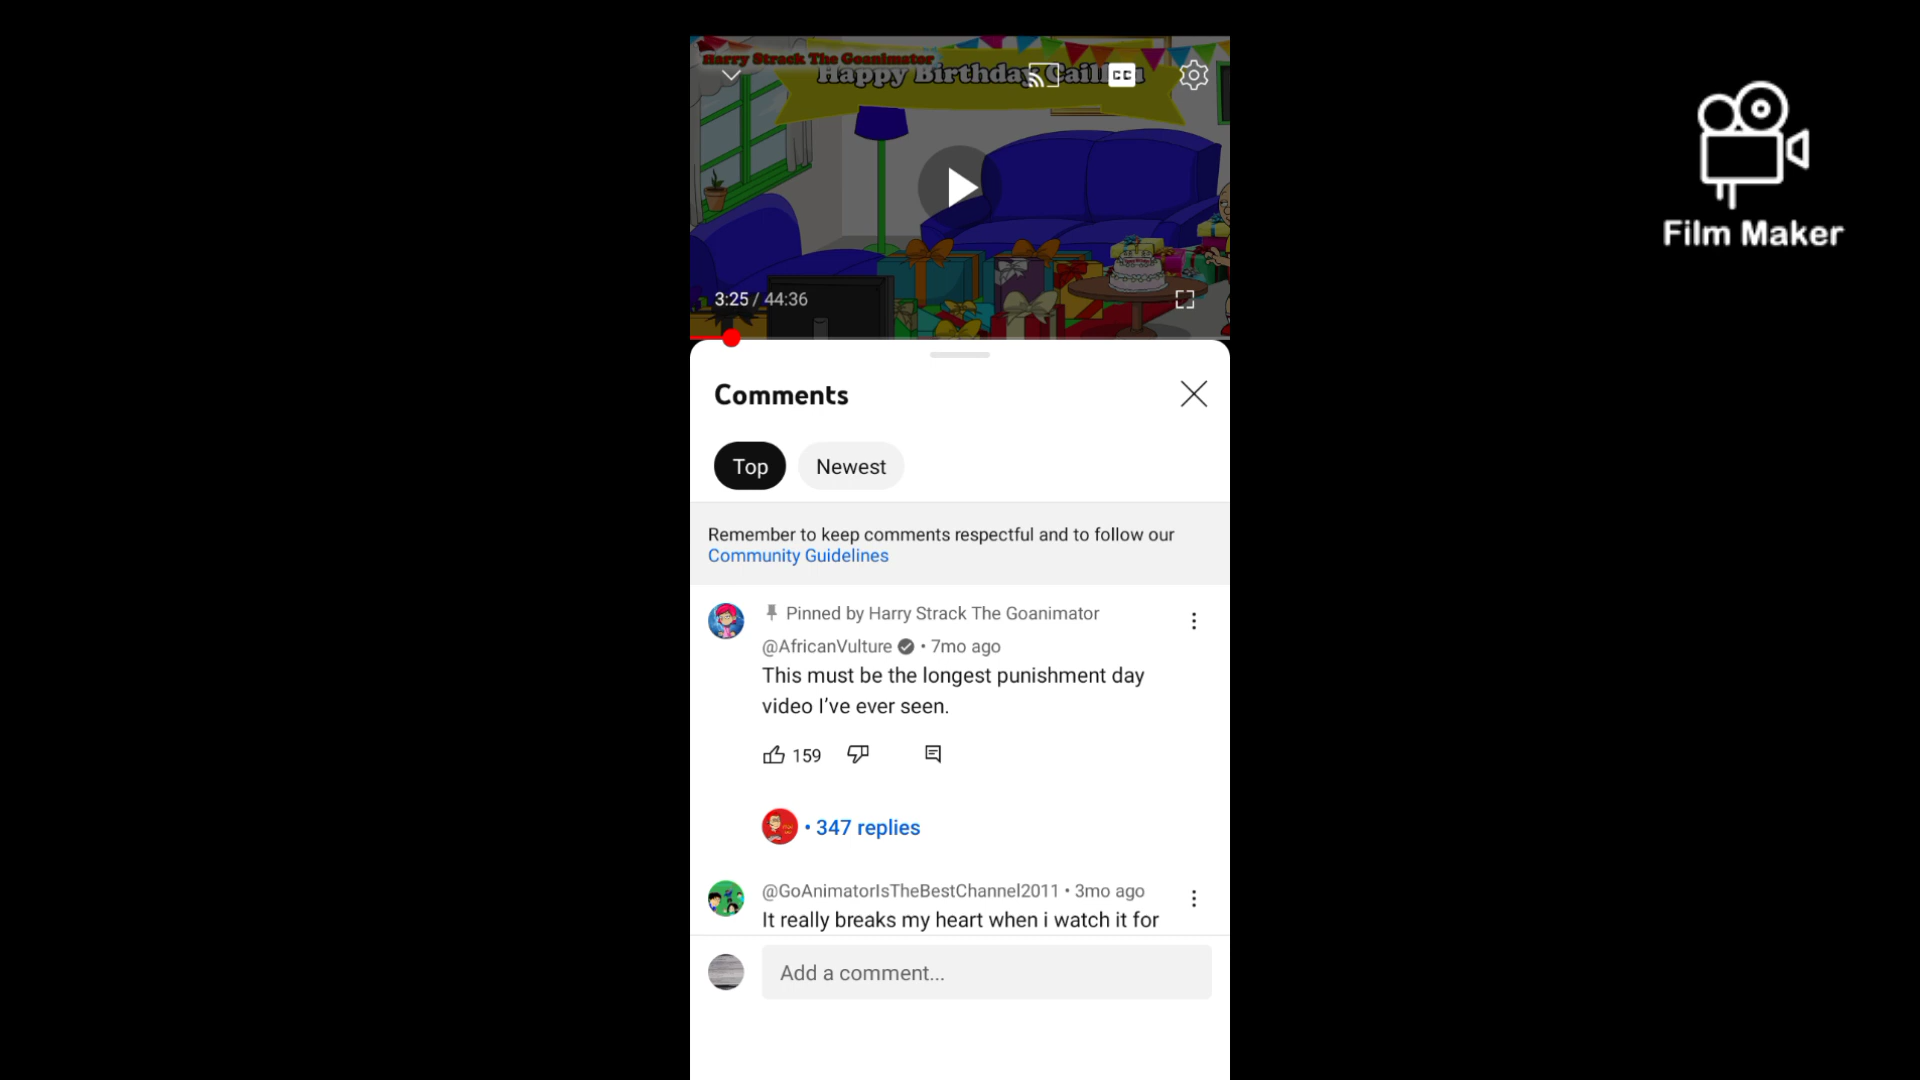 Harry Strack The Goanimator
Happy Birthday Caillou
CC
3:25 / 44:36
Film Maker
Comments
Top
Newest
Remember to keep comments respectful and to follow our
Community Guidelines
Pinned by Harry Strack The Goanimator
@AfricanVulture • 7mo ago
This must be the longest punishment day
video I’ve ever seen.
159
• 347 replies
@GoAnimatorIsTheBestChannel2011 • 3mo ago
It really breaks my heart when i watch it for
Add a comment...